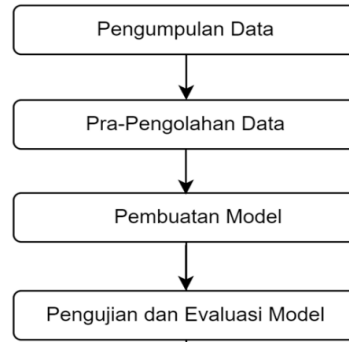 Pengumpulan Data
Pra-Pengolahan Data
Pembuatan Model
Pengujian dan Evaluasi Model